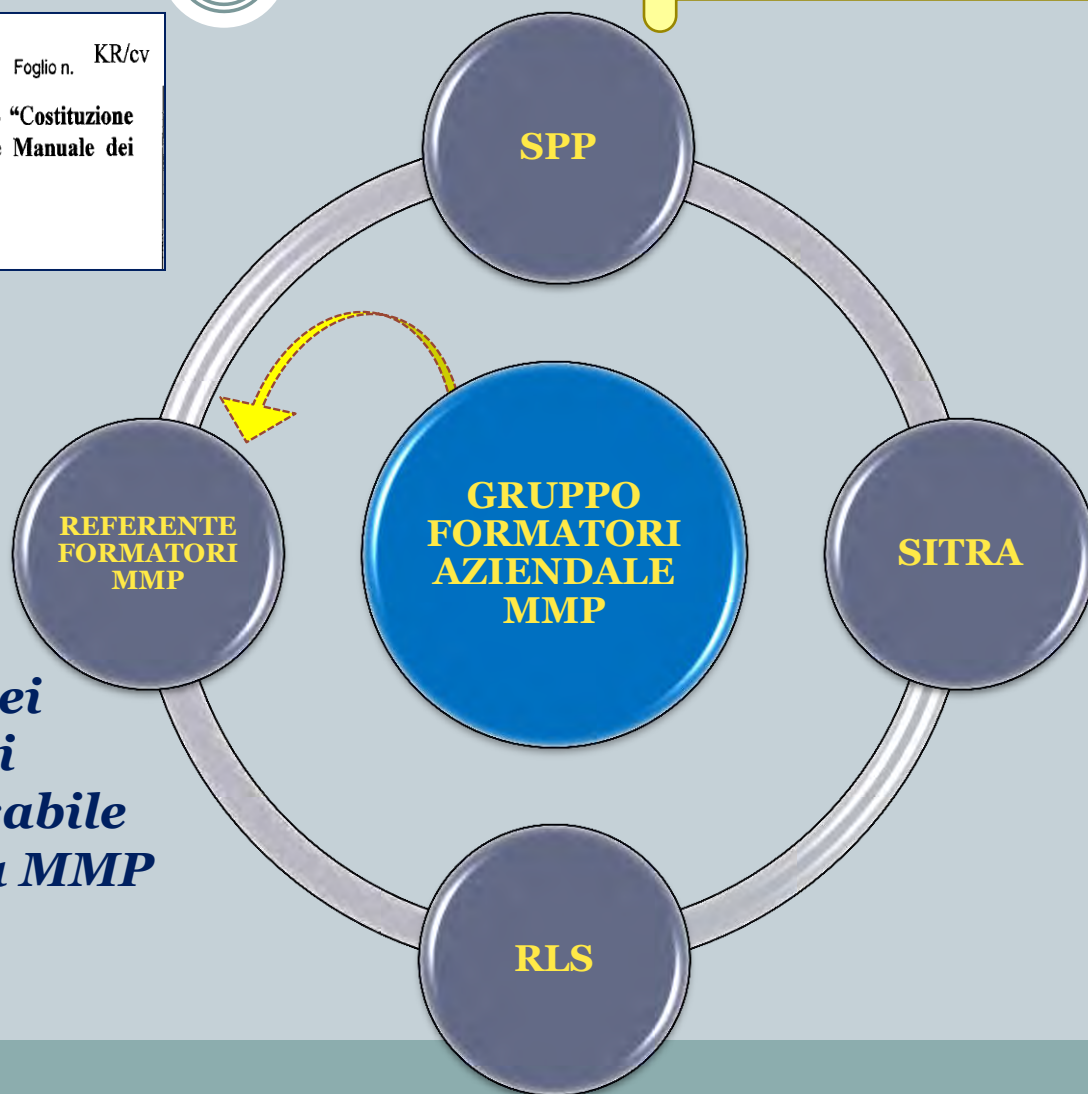 Foglio n. KR/cv
“Costituzione
Manuale dei
SPP
GRUPPO
FORMATORI
AZIENDALE
MMP
REFERENTE
FORMATORI
MMP
SITRA
MMP
RLS